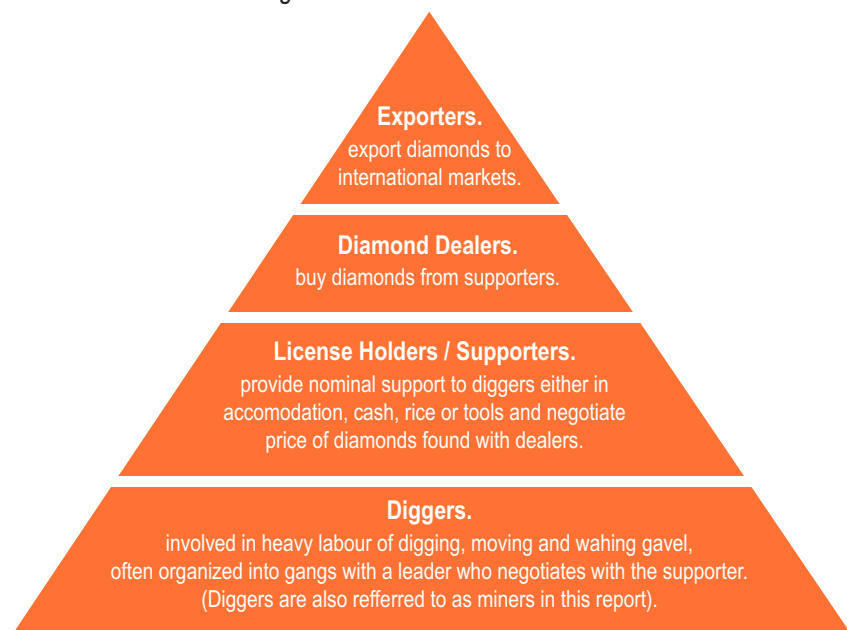 Exporters.
export diamonds to
international markets.
Diamond Dealers.
buy diamonds from supporters.
License Holders / Supporters.
provide nominal support to diggers either in
accomodation, cash, rice or tools and negotiate
price of diamonds found with dealers.
Diggers.
involved in heavy labour of digging, moving and wahing gavel,
often organized into gangs with a leader who negotiates with the supporter.
(Diggers are also refferred to as miners in this report).